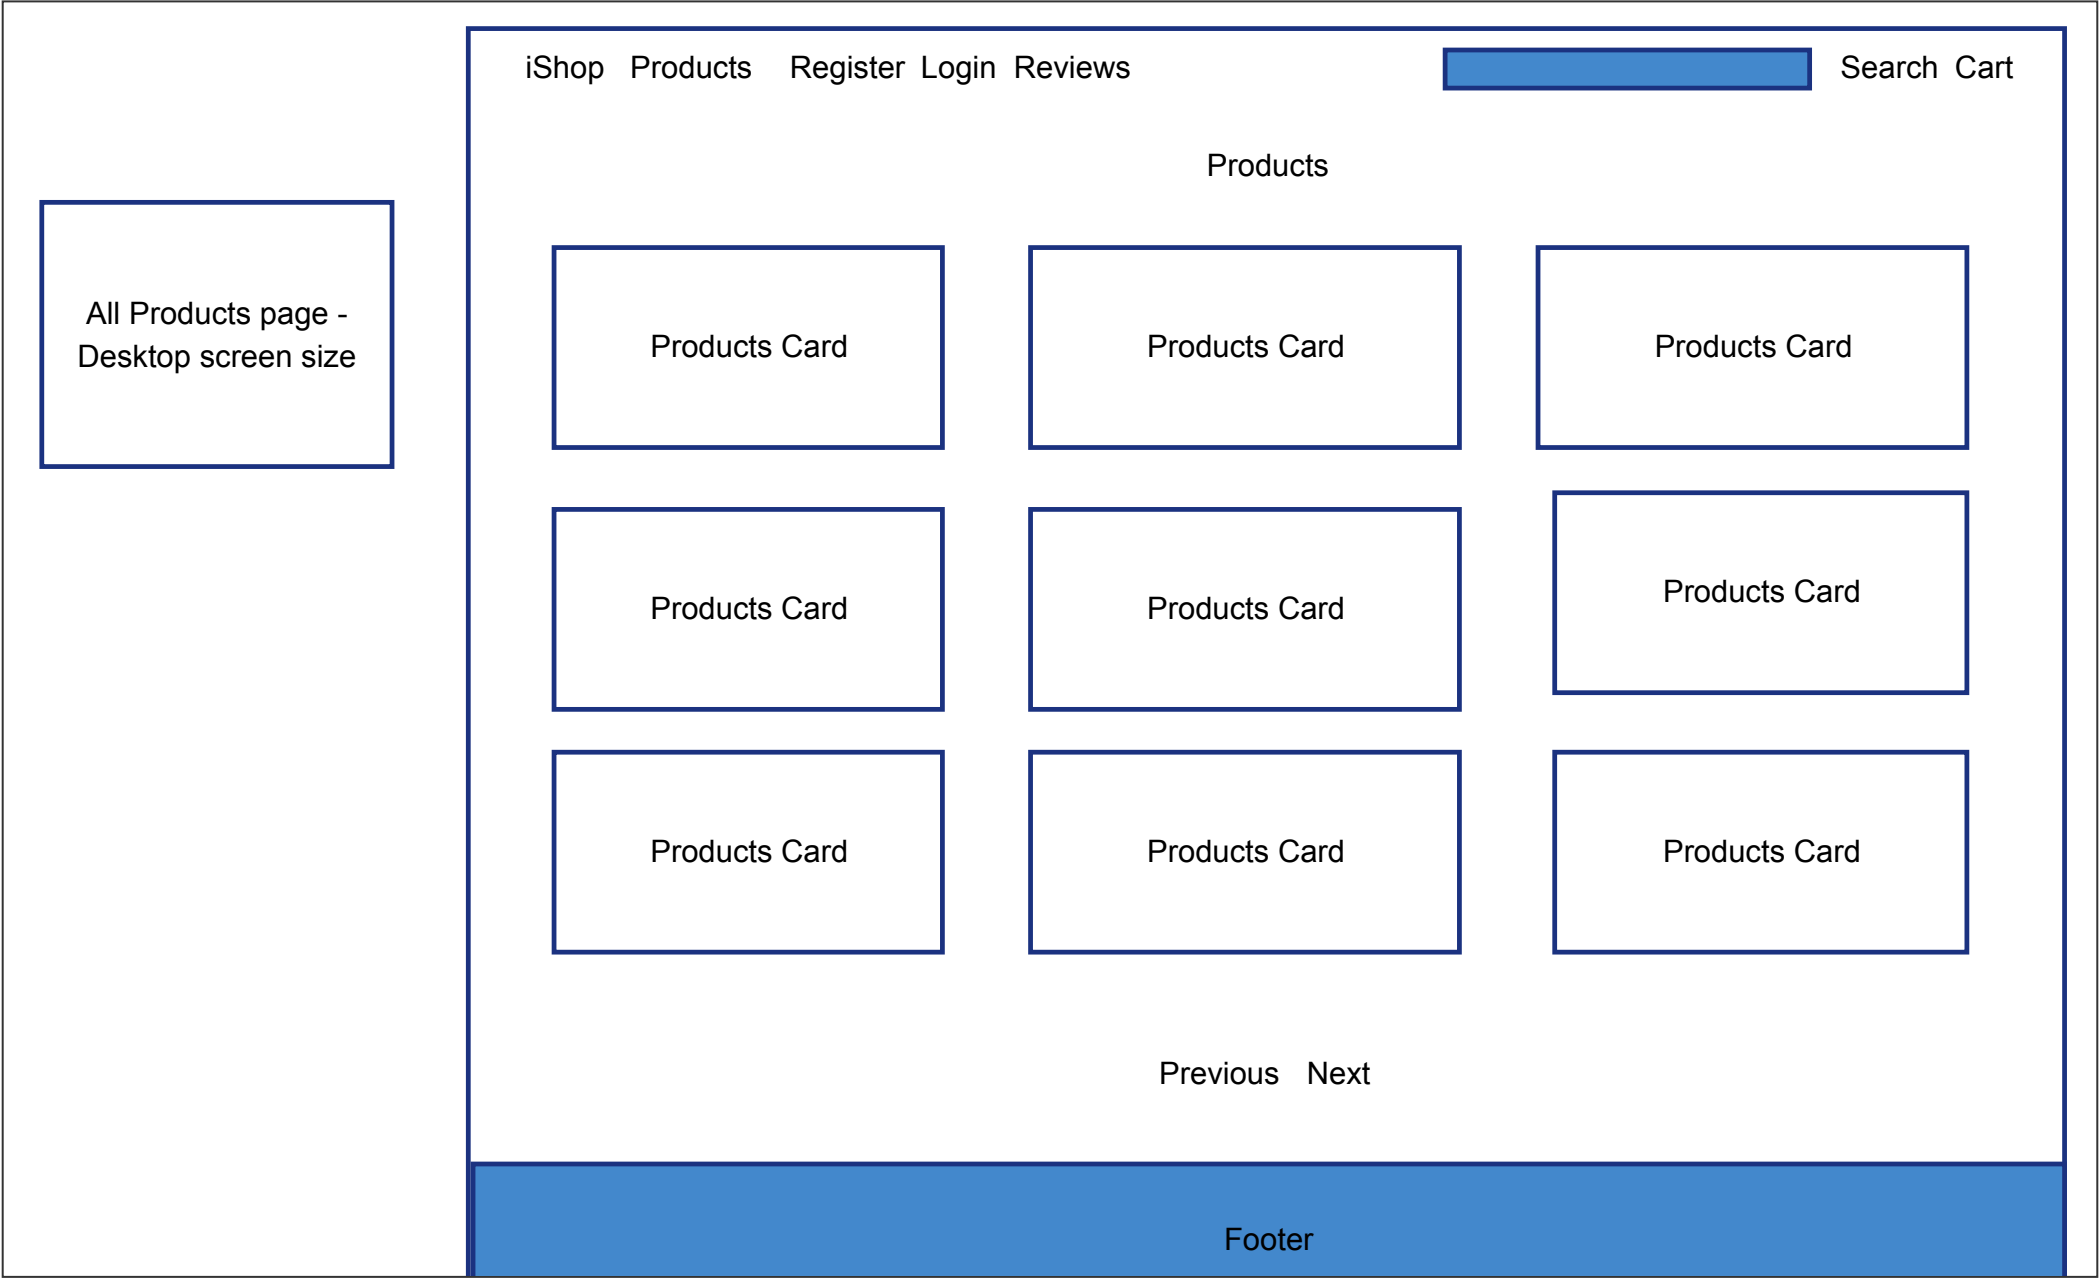 iShop Products Register Login Reviews Search Cart
Products
All Products page -
Desktop screen size
Products Card Products Card Products Card
Products Card Products Card Products Card
Products Card Products Card Products Card
Previous Next
Footer